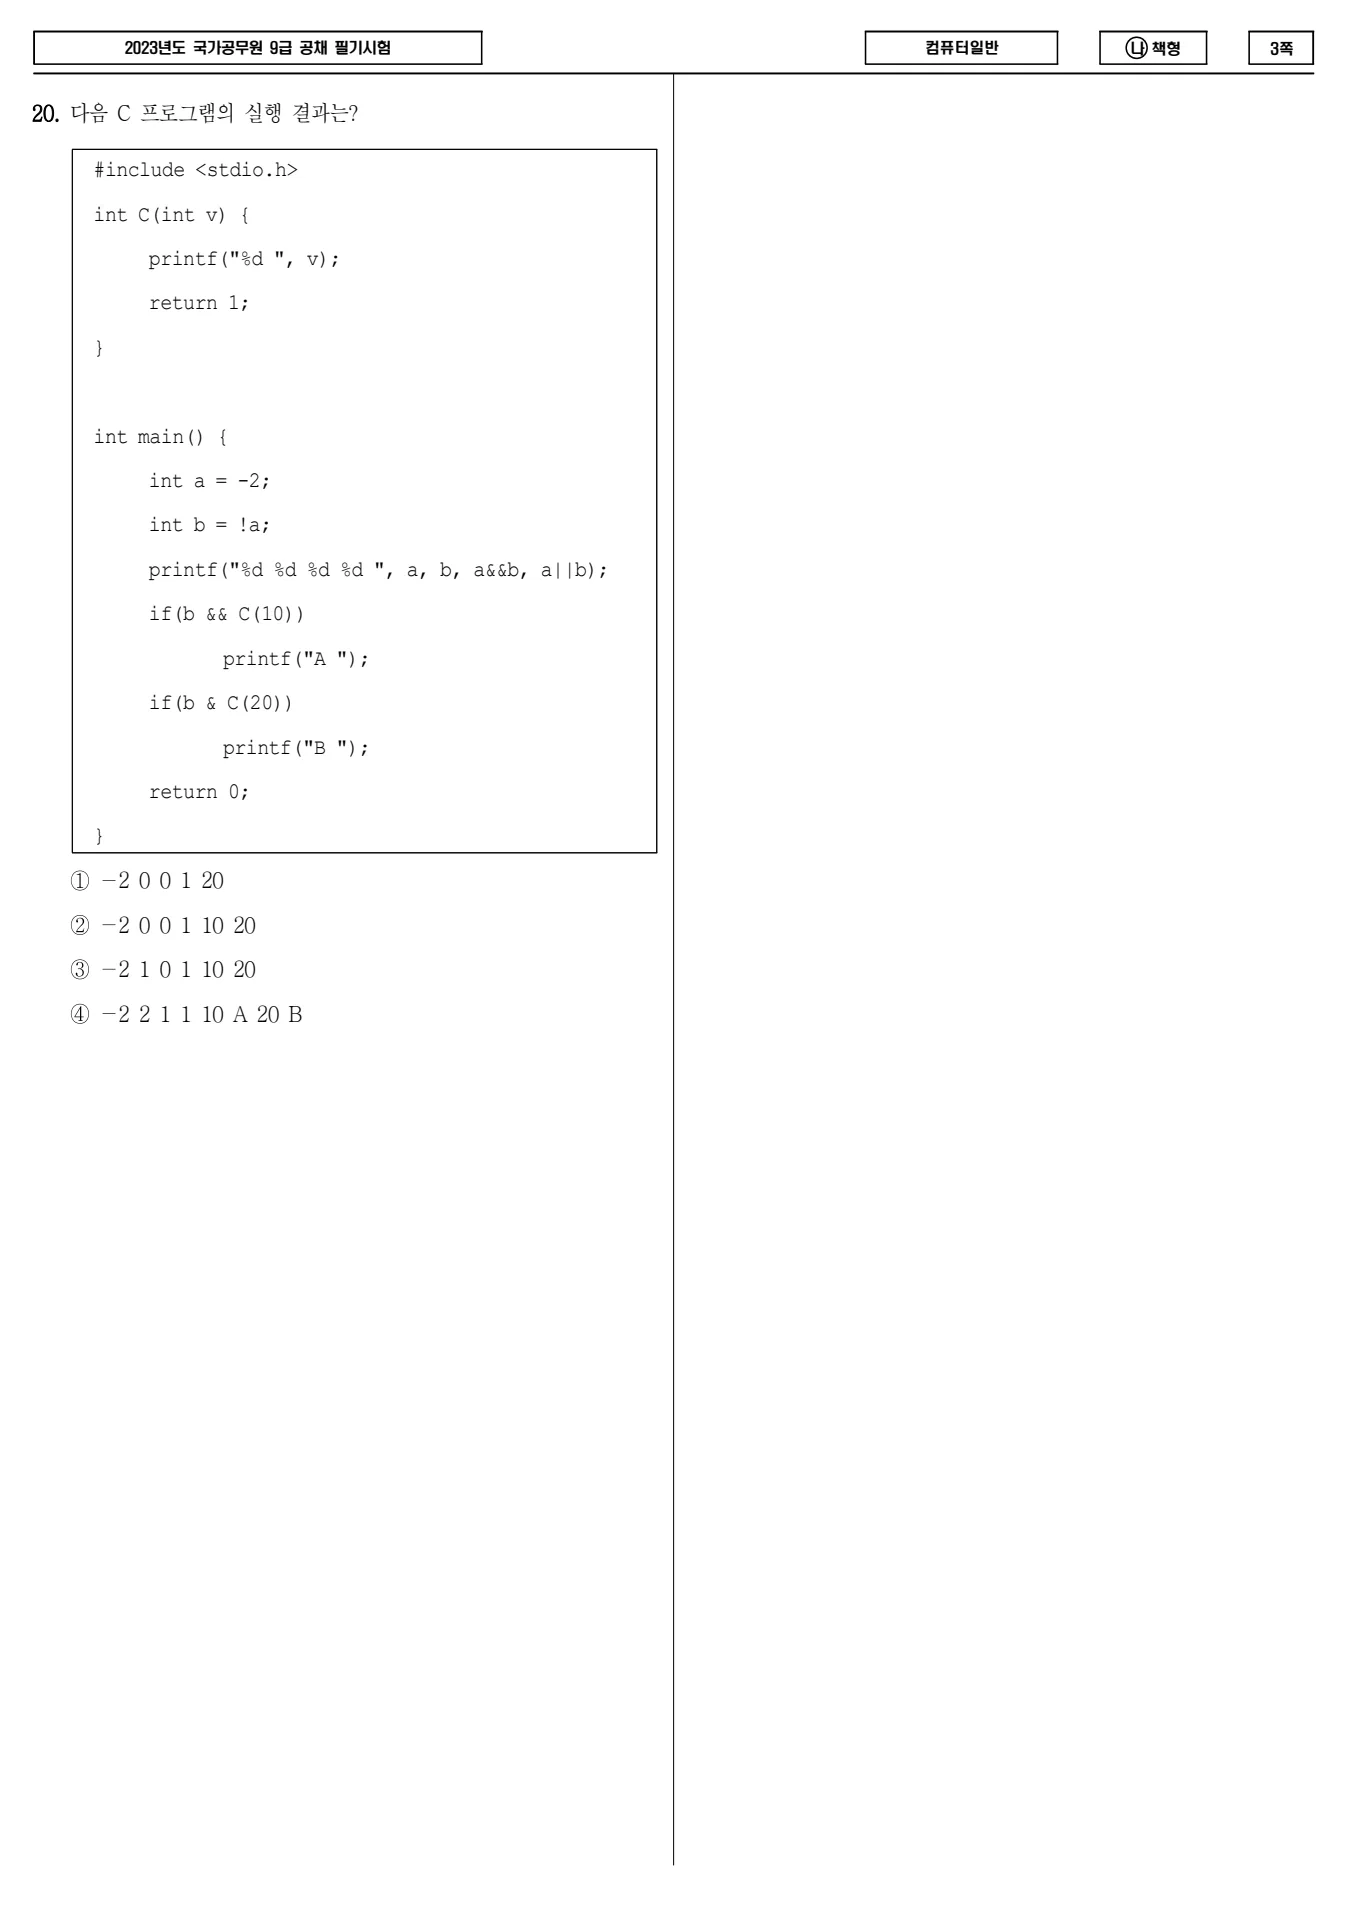 2023년도 국가공무원 9급 공채 필기시험
컴퓨터일반
㉯ 책형
3쪽
20. 다음 C 프로그램의 실행 결과는?
#include <stdio.h>
int C(int v) {
printf("%d ", v);
return 1;
}
int main() {
int a = -2;
int b = !a;
printf("%d %d %d %d ", a, b, a&&b, a||b);
if(b && C(10))
printf("A ");
if(b & C(20))
printf("B ");
return 0;
}
① －2 0 0 1 20
② －2 0 0 1 10 20
③ －2 1 0 1 10 20
④ －2 2 1 1 10 A 20 B